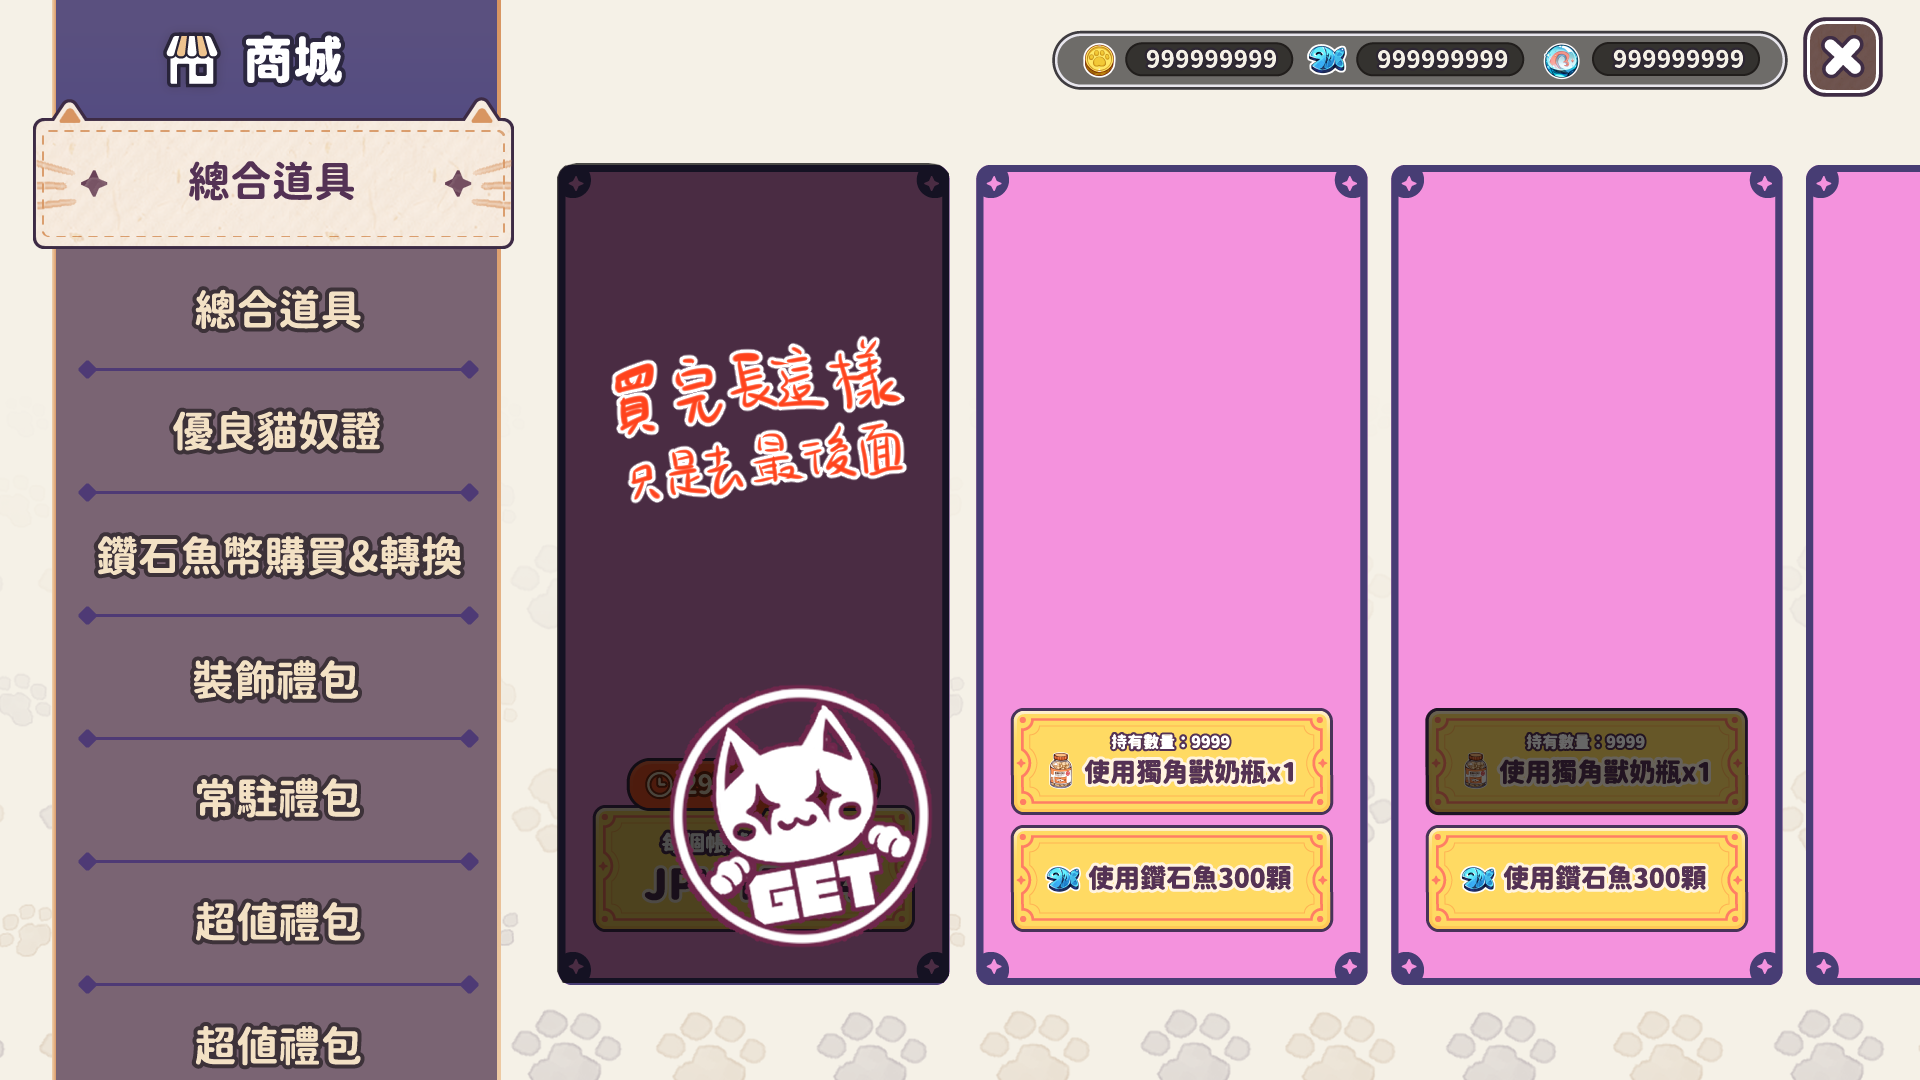 商城
999999999
999999999
999999999
總合道具
總合道具
優良貓奴證
鑽石魚幣購買&轉換
裝飾禮包
常駐禮包
超值禮包
超值禮包
買完長這樣
只是去最後面
GET
持有數量：9999
使用獨角獸奶瓶x1
使用鑽石魚300顆
持有數量：9999
使用獨角獸奶瓶x1
使用鑽石魚300顆